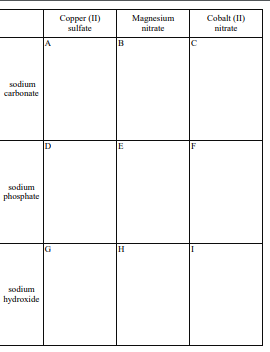 Copper (II)
sulfate
Magnesium
nitrate
Cobalt (II)
nitrate
sodium
carbonate
A
B
C
sodium
phosphate
D
E
F
sodium
hydroxide
G
H
I